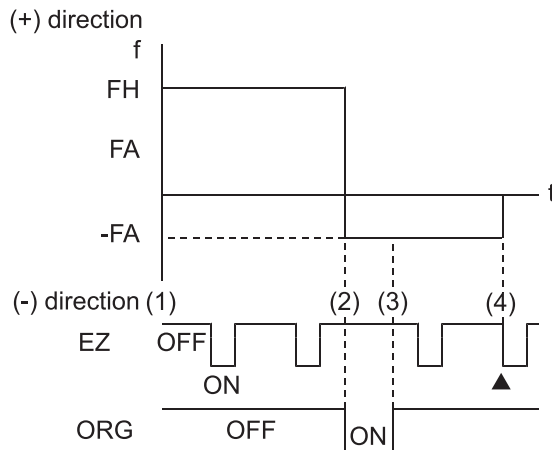 (+) direction
f
FH
FA
t
-FA
(-) direction (1) (2) (3) (4)
EZ OFF
ON
ORG OFF ON